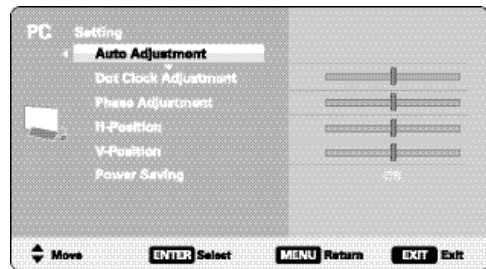 PC Setting
Auto Adjustment
Dot Clock Adjustment
Phase Adjustment
H-Position
V-Position
Power Saving
Move ENTER Select MENU Return EXIT Exit